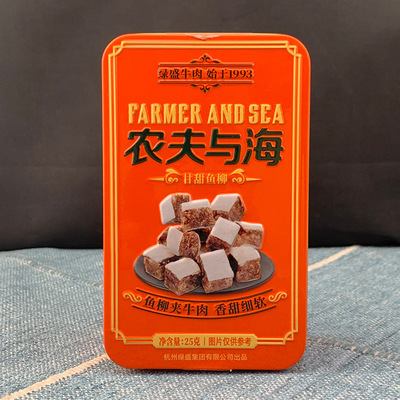 绿盛牛肉 始于1993
FARMER AND SEA
农夫与海
甘甜鱼柳
鱼柳夹牛肉 香甜细软
净含量:25克 图片仅供参考
杭州绿盛集团有限公司出品